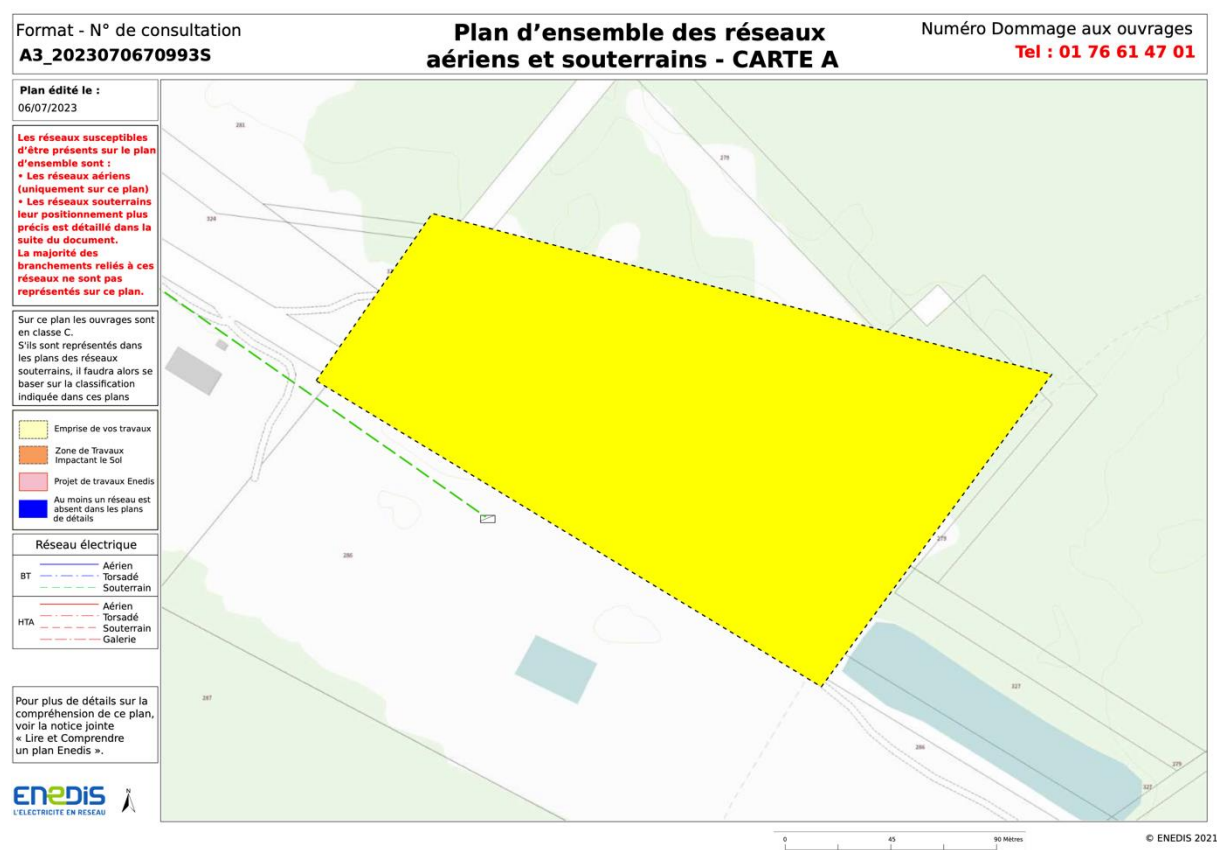 Format - N° de consultation
A3_2023070670993S
Plan d’ensemble des réseaux
aériens et souterrains - CARTE A
Numéro Dommage aux ouvrages
Tel : 01 76 61 47 01
Plan édité le :
06/07/2023
Les réseaux susceptibles
d’être présents sur le plan
d’ensemble sont :
• Les réseaux aériens
(uniquement sur ce plan)
• Les réseaux souterrains
leur positionnement plus
précis est détaillé dans la
suite du document.
La majorité des
branchements reliés à ces
réseaux ne sont pas
représentés sur ce plan.
Sur ce plan les ouvrages sont
en classe C.
S'ils sont représentés dans
les plans des réseaux
souterrains, il faudra alors se
baser sur la classification
indiquée dans ces plans
Emprise de vos travaux
Zone de Travaux
Impactant le Sol
Projet de travaux Enedis
Au moins un réseau est
absent dans les plans
de détails
Réseau électrique
BT
Aérien
Torsadé
Souterrain
HTA
Aérien
Torsadé
Souterrain
Galerie
Pour plus de détails sur la
compréhension de ce plan,
voir la notice jointe
« Lire et Comprendre
un plan Enedis ».
ENEDIS
L'ELECTRICITE EN RESEAU
N
281
278
324
280
279
287
327
286
329
327
0 45 90 Mètres
© ENEDIS 2021